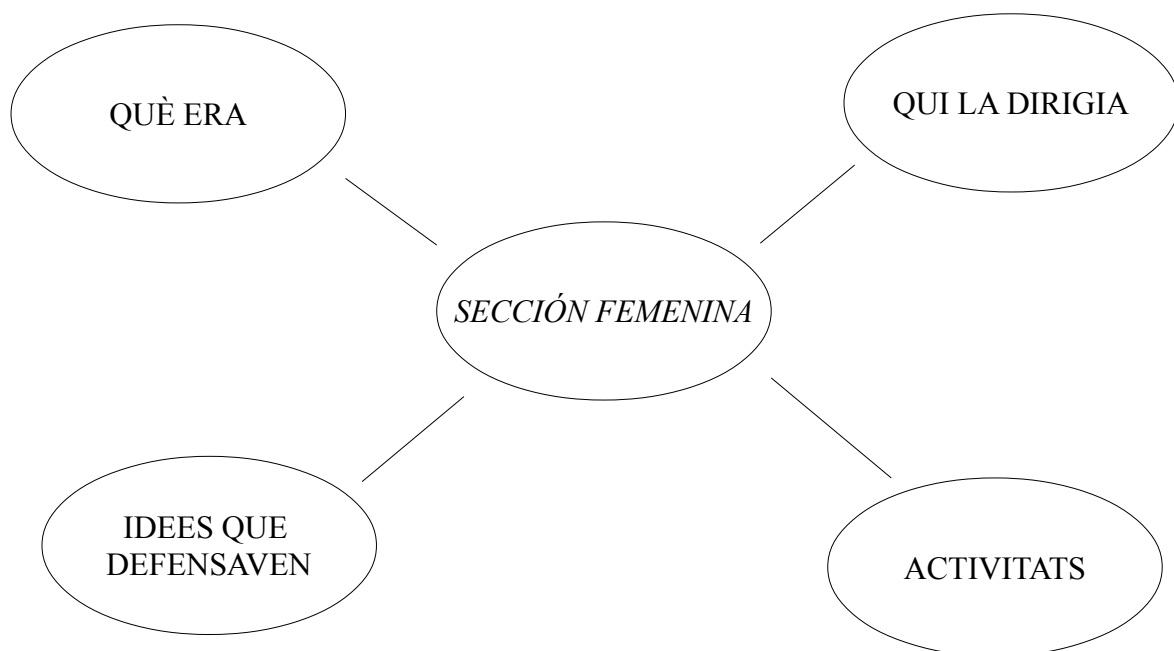 QUÈ ERA
QUI LA DIRIGIA
SECCIÓN FEMENINA
IDEES QUE
DEFENSAVEN
ACTIVITATS